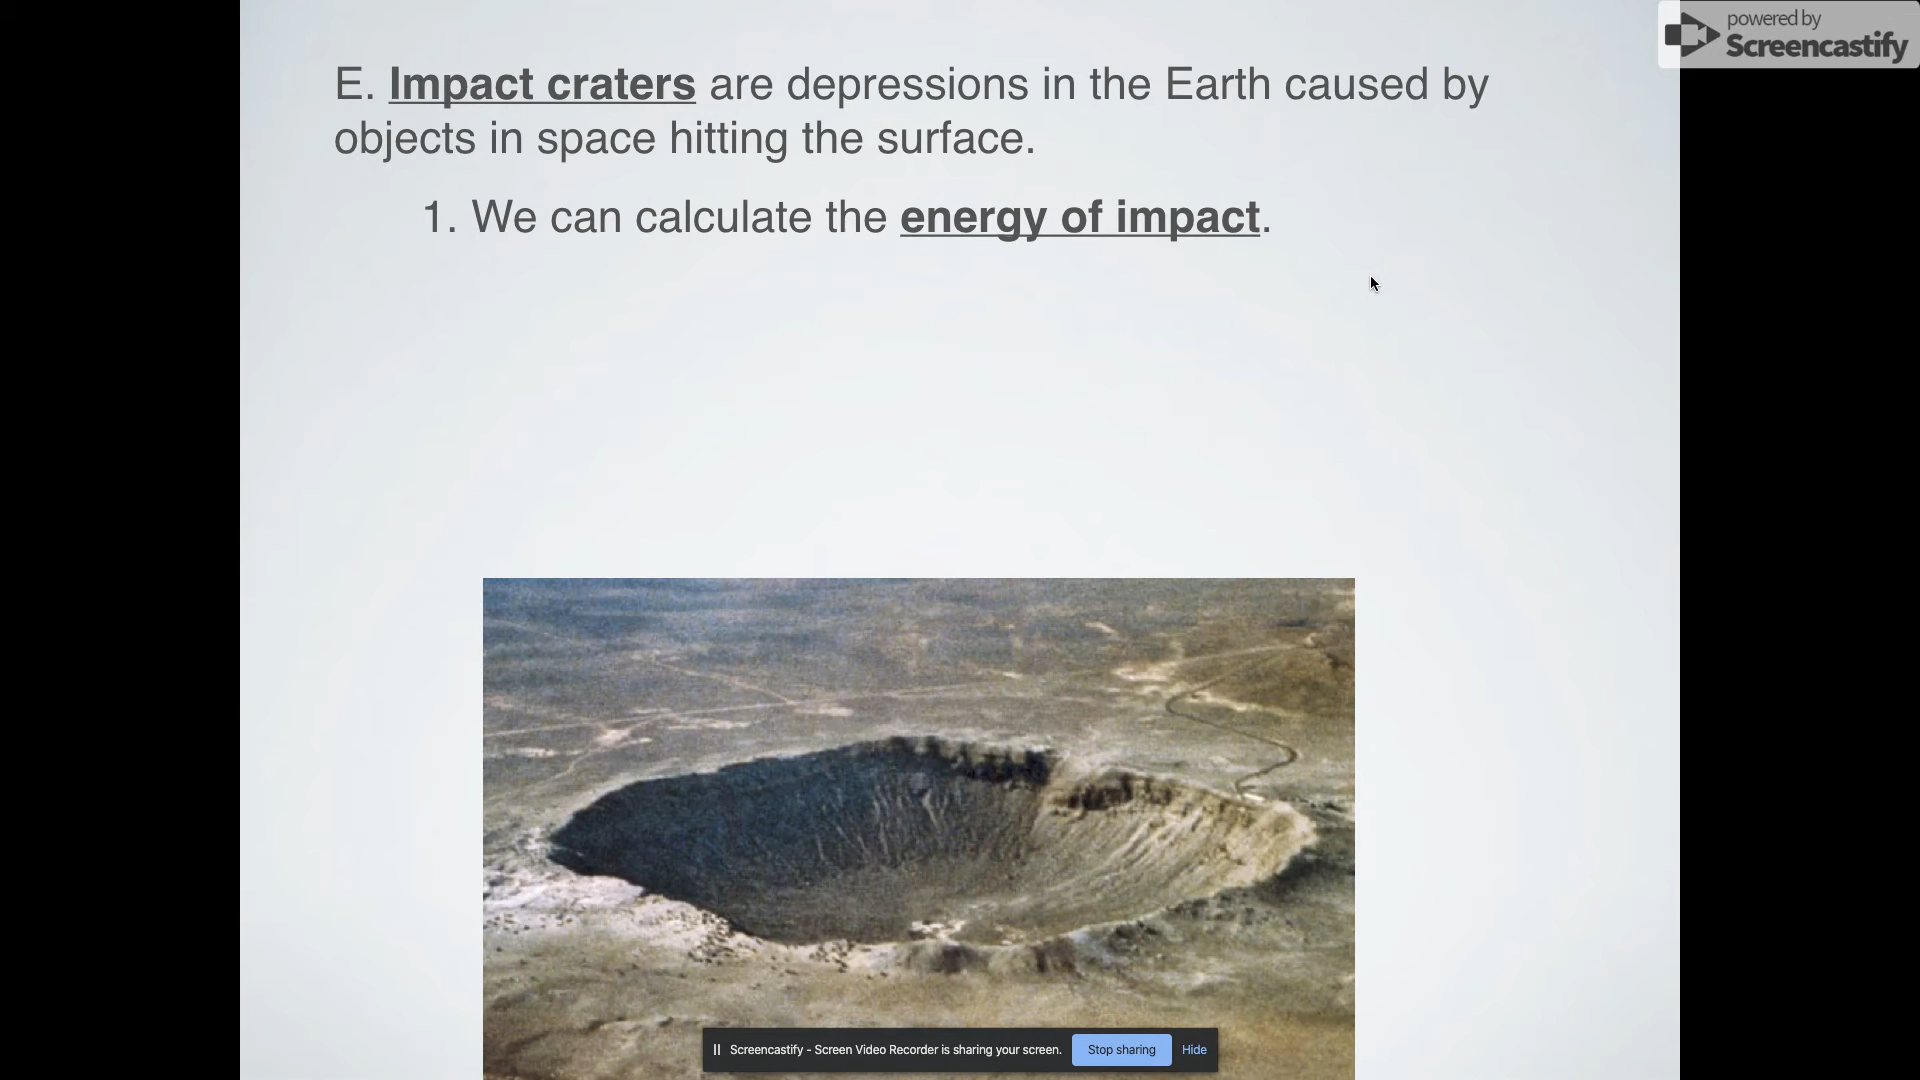 powered by
Screencastify
E. Impact craters are depressions in the Earth caused by
objects in space hitting the surface.
1. We can calculate the energy of impact.
Screencastify - Screen Video Recorder is sharing your screen. Stop sharing Hide